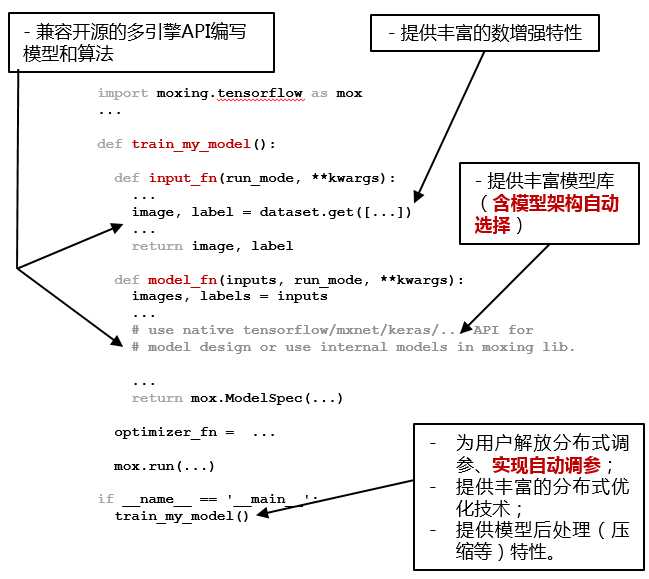 - 兼容开源的多引擎API编写
模型和算法
- 提供丰富的数增强特性
import moxing.tensorflow as mox
...
def train_my_model():
def input_fn(run_mode, **kwargs):
...
image, label = dataset.get([...])
...
return image, label
- 提供丰富模型库
（含模型架构自动
选择）
def model_fn(inputs, run_mode, **kwargs):
images, labels = inputs
...
# use native tensorflow/mxnet/keras/... API for
# model design or use internal models in moxing lib.
...
return mox.ModelSpec(...)
optimizer_fn = ...
mox.run(...)
if __name__ == '__main__':
train_my_model()
- 为用户解放分布式调
参、实现自动调参；
- 提供丰富的分布式优
化技术；
- 提供模型后处理（压
缩等）特性。